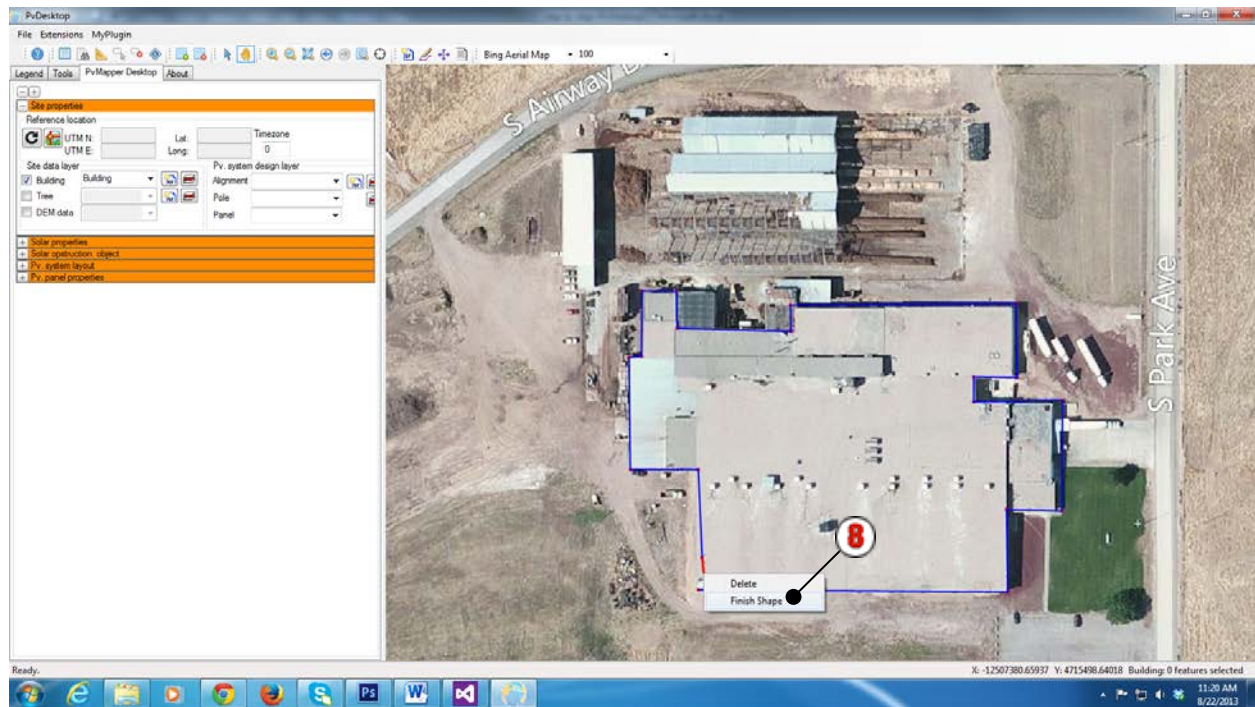 PvDesktop
File Extensions MyPlugin
Bing Aerial Map 100
Legend Tools PvMapper Desktop About
Site properties
Reference location
UTM N: Lat: Timezone
UTM E: Long: 0
Site data layer Pv. system design layer
Building Building Alignment
Tree Pole
DEM data Panel
Solar properties
Solar opstruction object
Pv. system layout
Pv. panel properties
S Airway
S Park Ave
8
Delete
Finish Shape
Ready.
X: -12507380.65937 Y: 4715498.64018 Building: 0 features selected
Ps
11:20 AM
8/22/2013